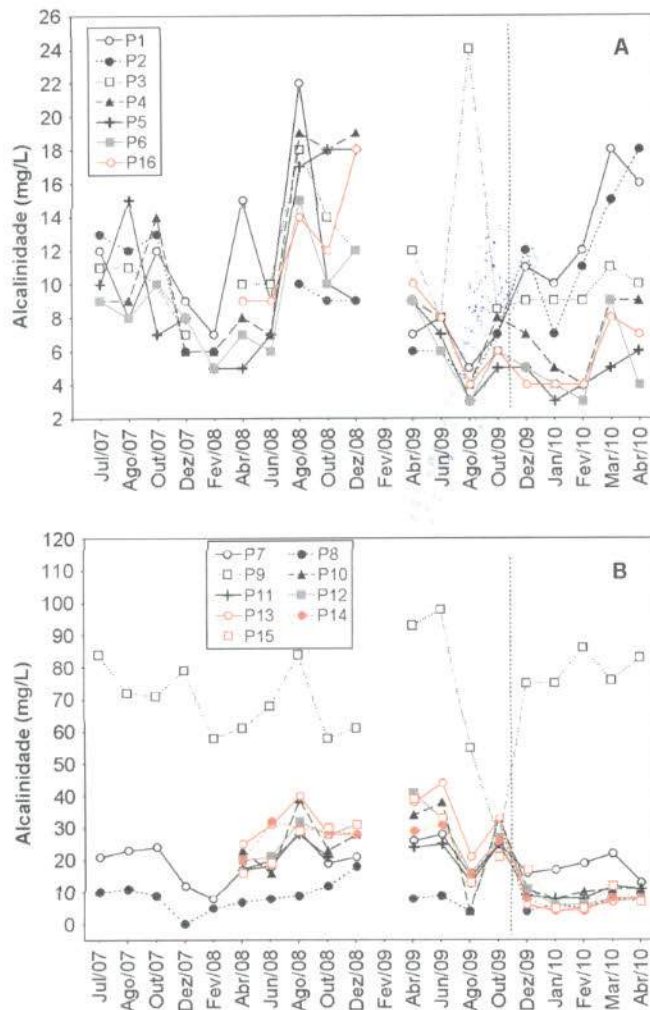 26
24
22
20
18
16
14
12
10
8
6
4
2
Alcalinidade (mg/L)
P1
P2
P3
P4
P5
P6
P16
A
Jul/07
Ago/07
Out/07
Dez/07
Fev/08
Abr/08
Jun/08
Ago/08
Out/08
Dez/08
Fev/09
Abr/09
Jun/09
Ago/09
Out/09
Dez/09
Jan/10
Fev/10
Mar/10
Abr/10
120
110
100
90
80
70
60
50
40
30
20
10
0
Alcalinidade (mg/L)
P7 P8
P9 P10
P11 P12
P13 P14
P15
B
Jul/07
Ago/07
Out/07
Dez/07
Fev/08
Abr/08
Jun/08
Ago/08
Out/08
Dez/08
Fev/09
Abr/09
Jun/09
Ago/09
Out/09
Dez/09
Jan/10
Fev/10
Mar/10
Abr/10